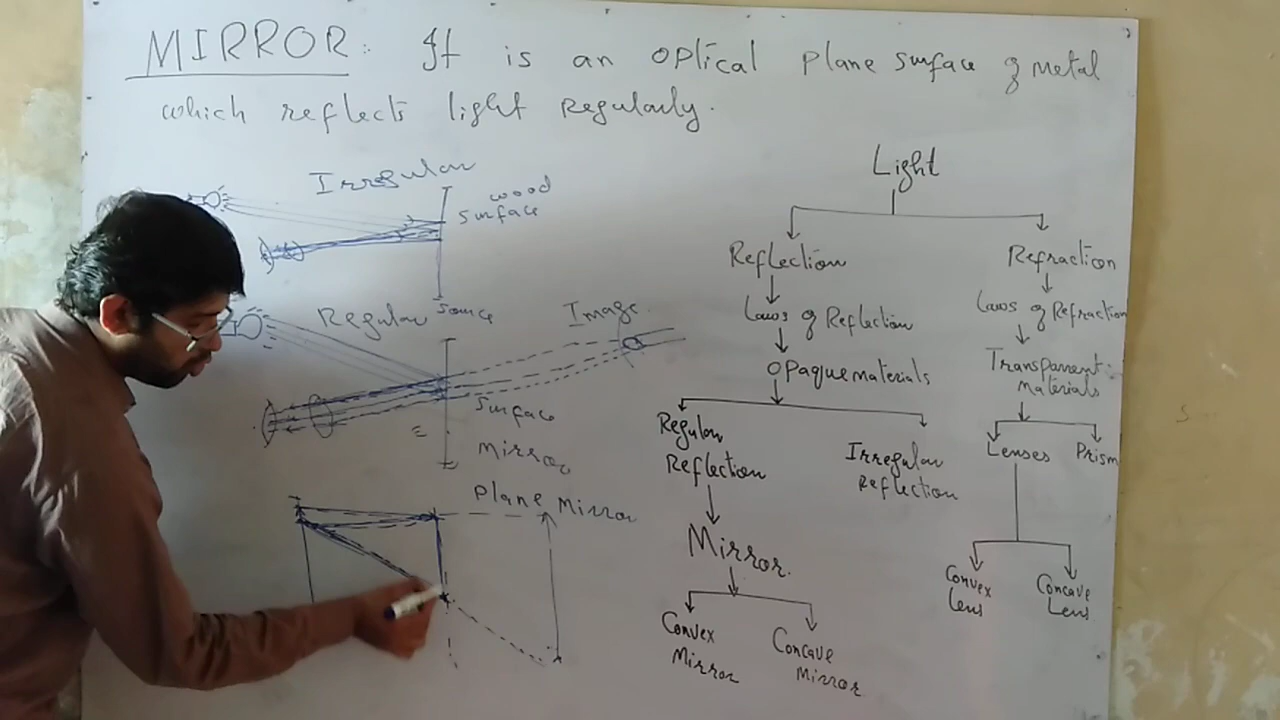 MIRROR: It is an optical plane surface of Metal
which reflects light Regularly.
Irregular
wood
Surface
Regular Source
Image
Surface
Mirror
Plane Mirror
Light
Reflection
Refraction
Laws of Reflection
Laws of Refraction
Opaque materials
Transparent
materials
Regular
Reflection
Irregular
Reflection
Lenses
Prism
Mirror.
Convex
Mirror
Concave
Mirror
Convex
Lens
Concave
Lens